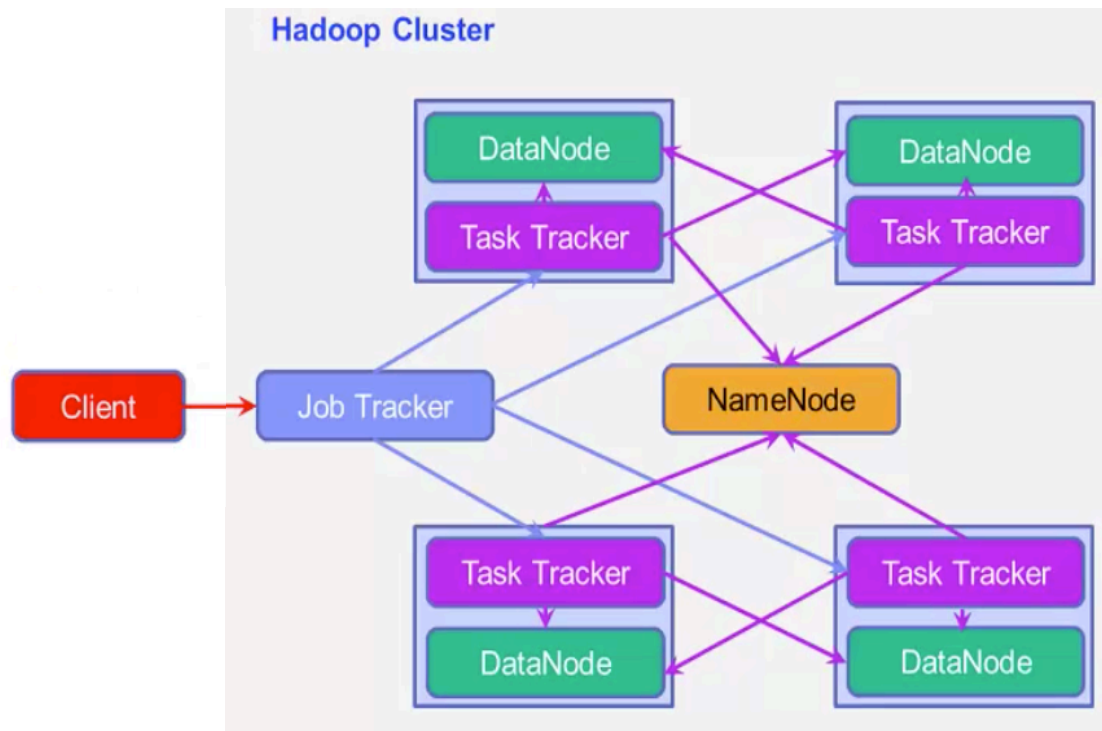 Hadoop Cluster
DataNode
Task Tracker
DataNode
Task Tracker
Client
Job Tracker
NameNode
Task Tracker
DataNode
Task Tracker
DataNode